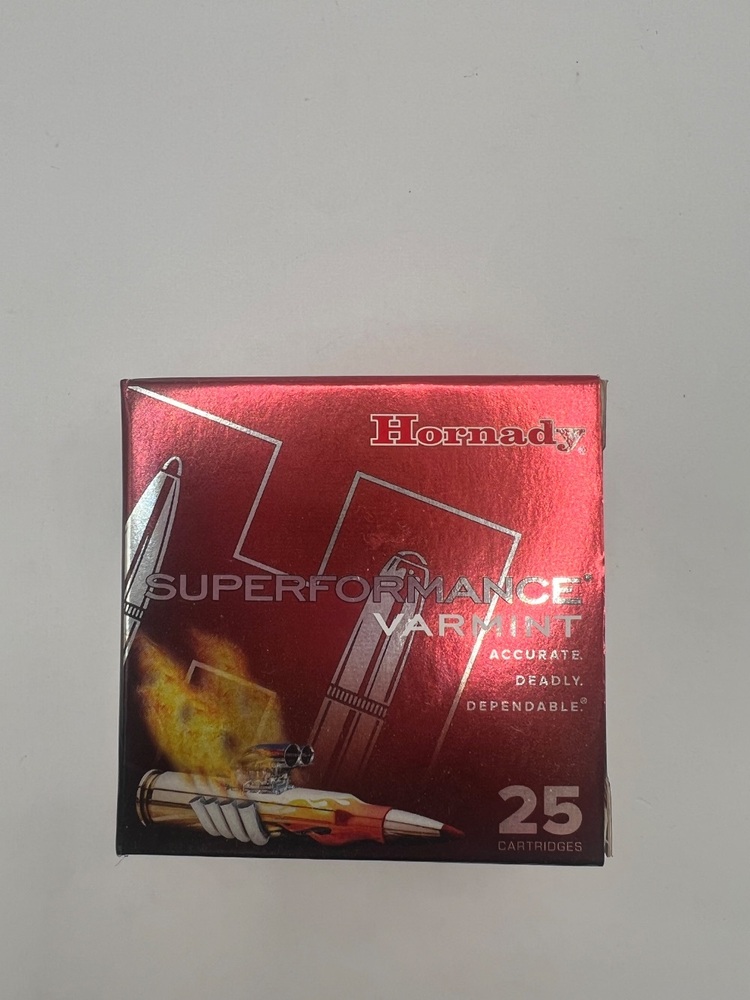 Hornady
SUPERFORMANCE
VARMINT
ACCURATE.
DEADLY.
DEPENDABLE.®
25
CARTRIDGES